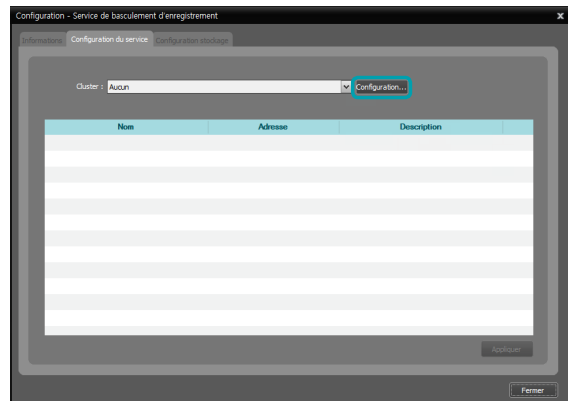 Configuration - Service de basculement d'enregistrement
Informations Configuration du service Configuration stockage
Cluster : Aucun Configuration...
Nom Adresse Description
Appliquer
Fermer